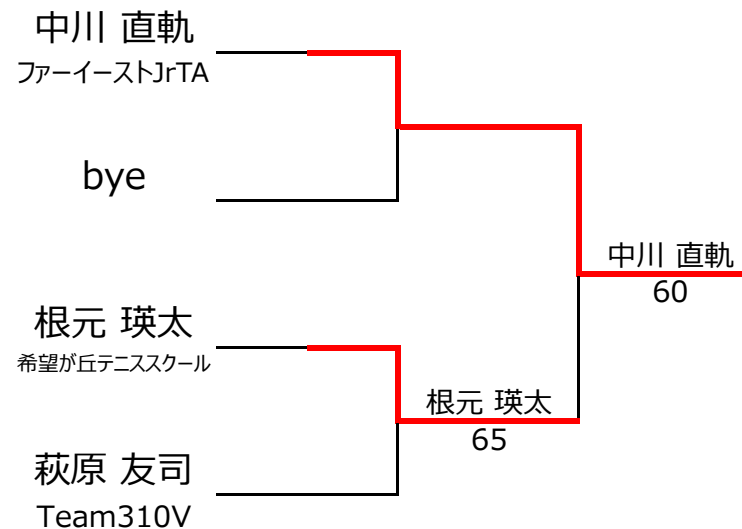 中川 直軌
ファーイーストJrTA
bye
中川 直軌
60
根元 瑛太
希望が丘テニススクール
根元 瑛太
65
萩原 友司
Team310V